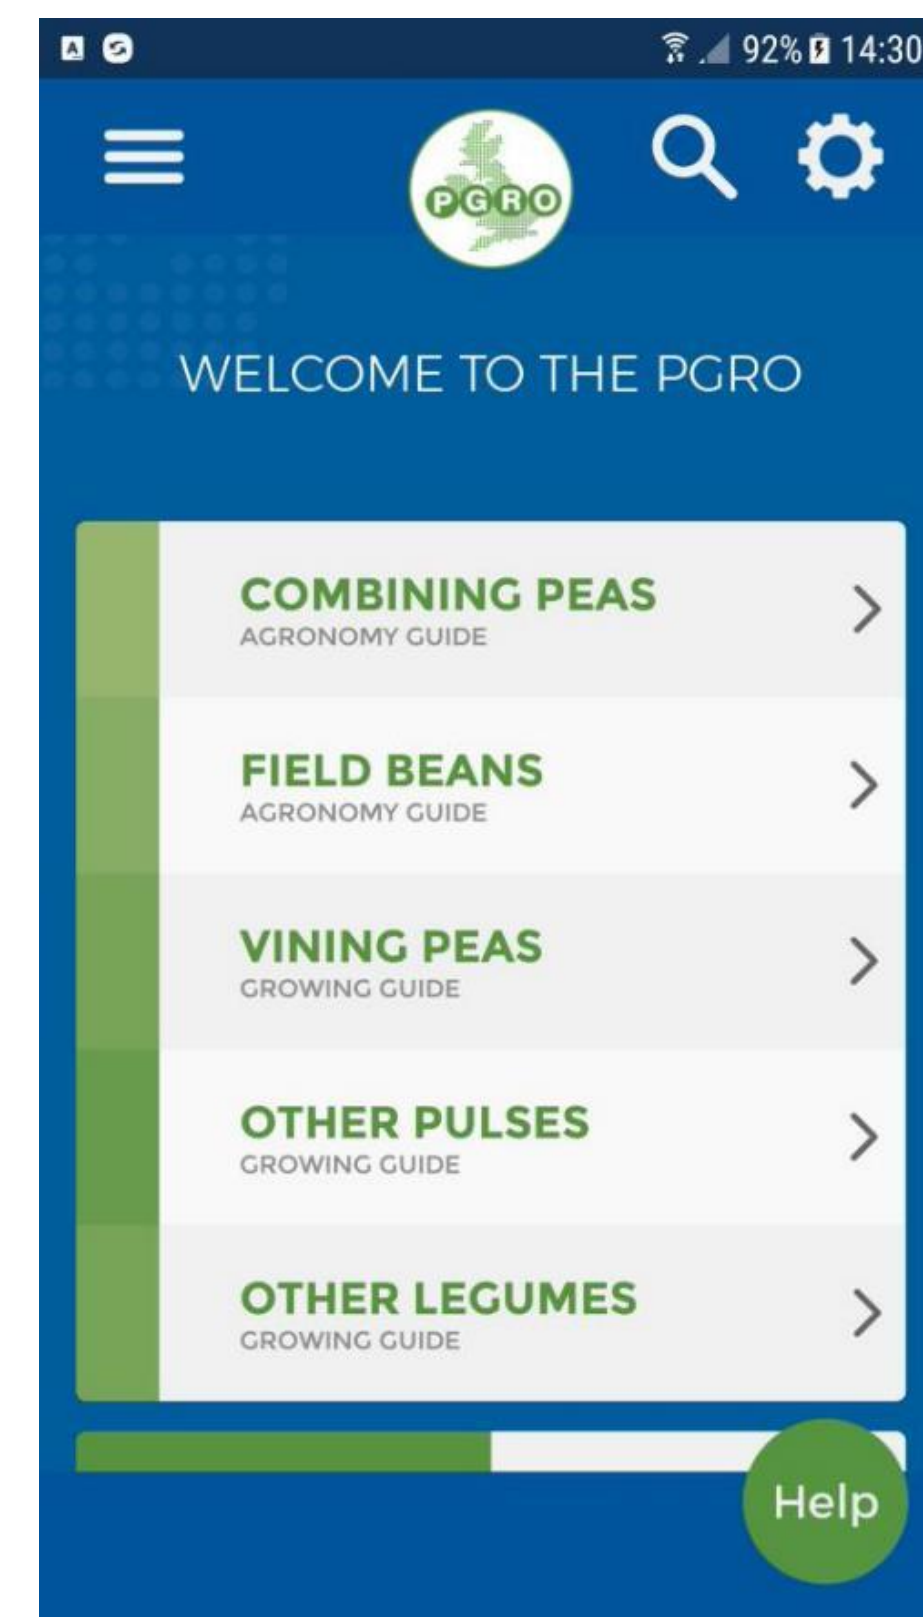 92% 14:30
PGRO
WELCOME TO THE PGRO
COMBINING PEAS
AGRONOMY GUIDE
FIELD BEANS
AGRONOMY GUIDE
VINING PEAS
GROWING GUIDE
OTHER PULSES
GROWING GUIDE
OTHER LEGUMES
GROWING GUIDE
Help